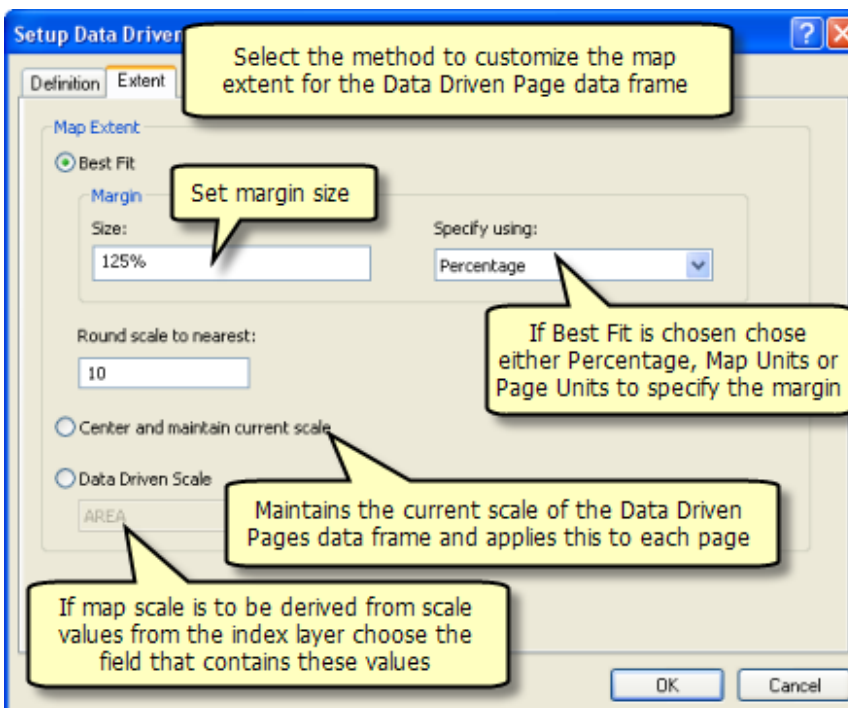 Setup Data Driven
Select the method to customize the map
extent for the Data Driven Page data frame
Definition
Extent
Map Extent
Best Fit
Margin
Set margin size
Size:
Specify using:
125%
Percentage
If Best Fit is chosen chose
either Percentage, Map Units or
Page Units to specify the margin
Round scale to nearest:
10
Center and maintain current scale
Data Driven Scale
AREA
Maintains the current scale of the Data Driven
Pages data frame and applies this to each page
If map scale is to be derived from scale
values from the index layer choose the
field that contains these values
OK
Cancel